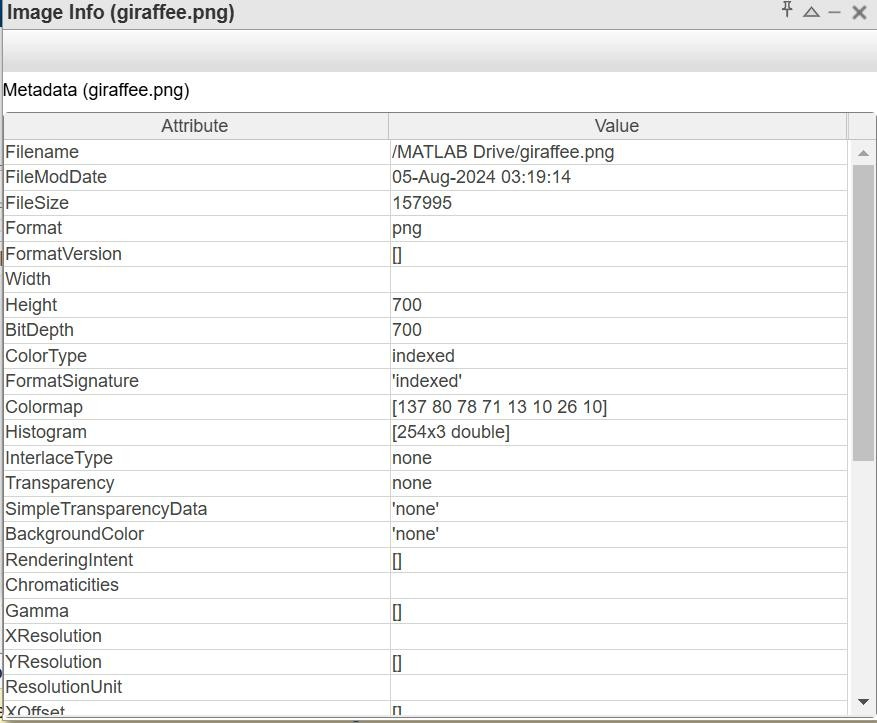 Image Info (giraffee.png)
Metadata (giraffee.png)
Attribute Value
Filename /MATLAB Drive/giraffee.png
FileModDate 05-Aug-2024 03:19:14
FileSize 157995
Format png
FormatVersion []
Width
Height 700
BitDepth 700
ColorType indexed
FormatSignature 'indexed'
Colormap [137 80 78 71 13 10 26 10]
Histogram [254x3 double]
InterlaceType none
Transparency none
SimpleTransparencyData 'none'
BackgroundColor 'none'
RenderingIntent []
Chromaticities
Gamma []
XResolution
YResolution []
ResolutionUnit
XOffset []